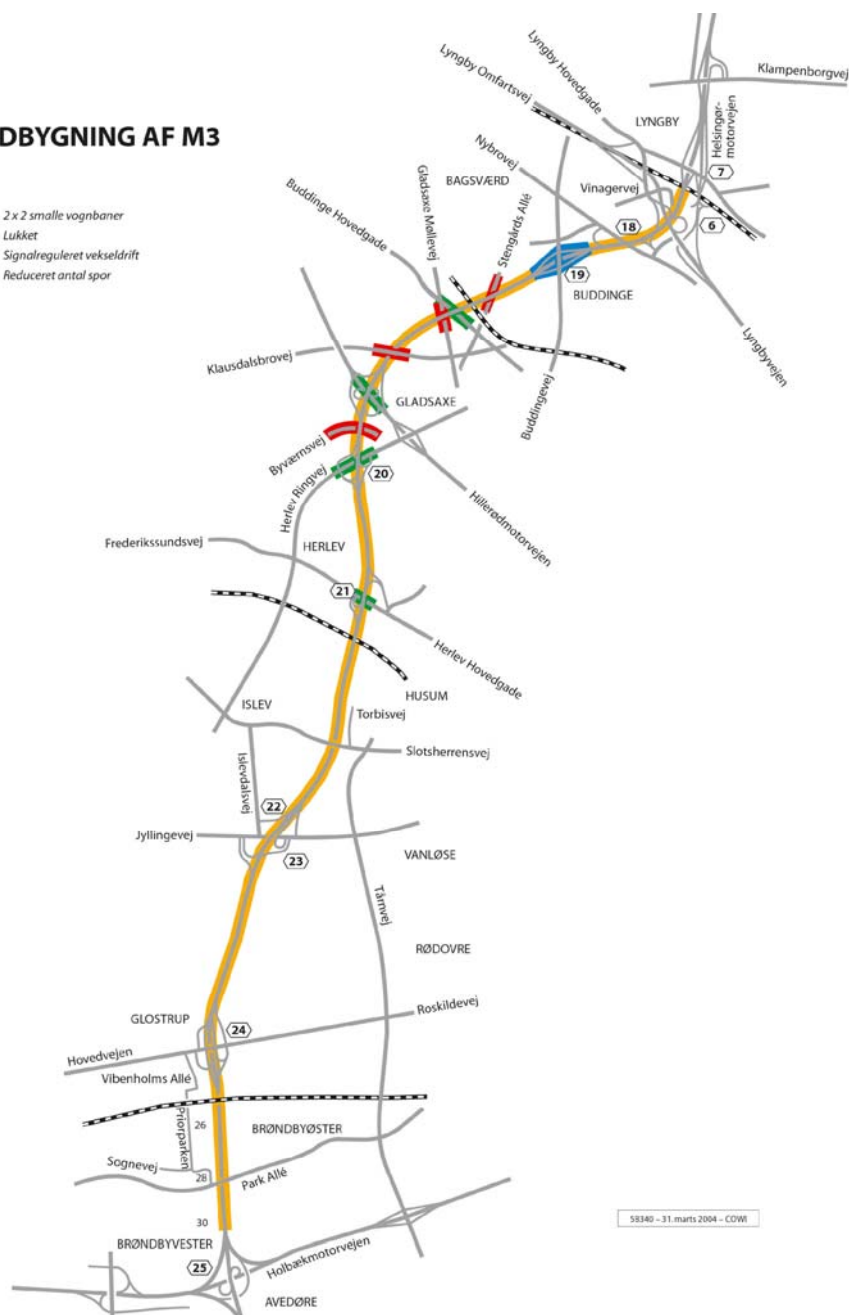 DBYGNING AF M3
2 x 2 smalle vognbaner
Lukket
Signalreguleret vekseldrift
Reduceret antal spor
Lyngby Hovedgade
Lyngby Omfartsvej
Klampenborgvej
LYNGBY
Helsingør-
motorvejen
Nybrovej
7
BAGSVÆRD
Vinagervej
Gladsaxe Møllevej
Buddinge Hovedgade
Stengårds Allé
18
6
19
BUDDINGE
Klausdalsbrovej
Lyngbyvejen
Buddingevej
GLADSAXE
Byværnsvej
20
Herlev Ringvej
Hillerødmotorvejen
Frederikssundsvej
HERLEV
21
Herlev Hovedgade
HUSUM
ISLEV
Torbisvej
Slotsherrensvej
Islevdalsvej
22
Jyllingevej
23
VANLØSE
Tårnvej
RØDOVRE
Roskildevej
GLOSTRUP
24
Hovedvejen
Vibenholms Allé
Priorparken
26
BRØNDBYØSTER
Sognevej
28
Park Allé
30
59340 – 31. marts 2004 – COWI
BRØNDBYVESTER
Holbækmotorvejen
25
AVEDØRE